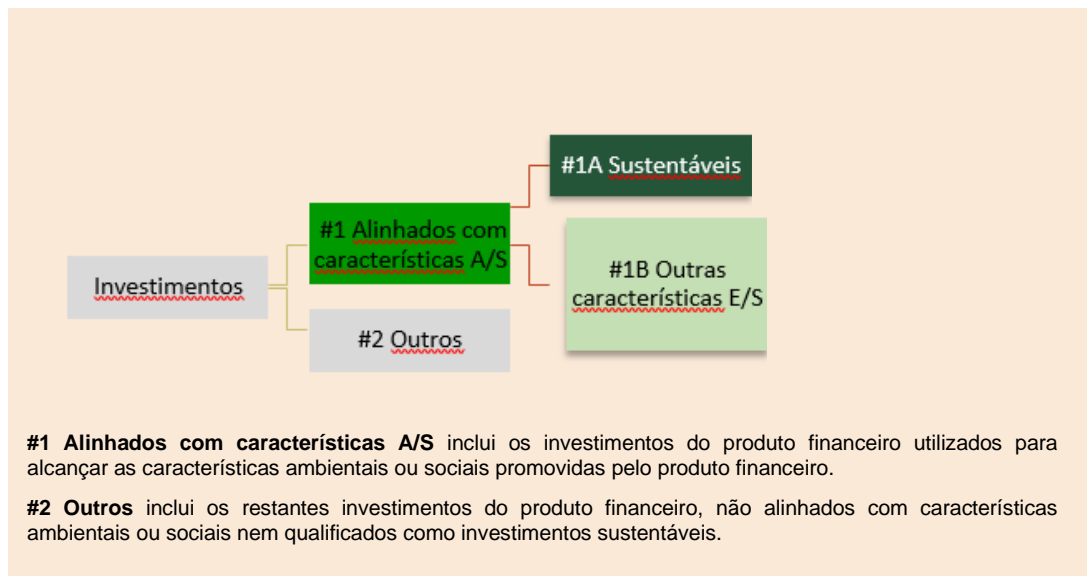 #1A Sustentáveis
#1 Alinhados com
características A/S
#1B Outras
características E/S
Investimentos
#2 Outros
#1 Alinhados com características A/S inclui os investimentos do produto financeiro utilizados para
alcançar as características ambientais ou sociais promovidas pelo produto financeiro.
#2 Outros inclui os restantes investimentos do produto financeiro, não alinhados com características
ambientais ou sociais nem qualificados como investimentos sustentáveis.